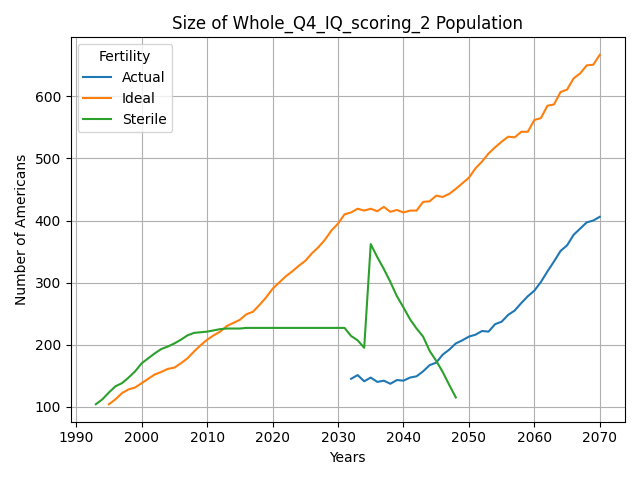 Size of Whole_Q4_IQ_scoring_2 Population
Fertility
Actual
Ideal
Sterile
Number of Americans
600
500
400
300
200
100
1990 2000 2010 2020 2030 2040 2050 2060 2070
Years